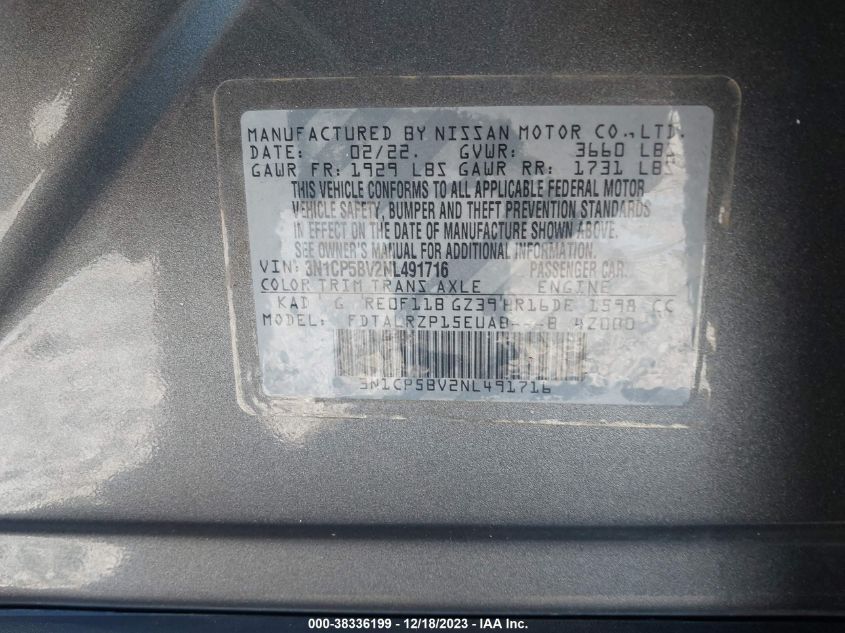 MANUFACTURED BY NISSAN MOTOR CO., LTD.
DATE: 02/22. GVWR: 3660 LBS
GAWR FR: 1929 LBS GAWR RR: 1731 LBS
THIS VEHICLE CONFORMS TO ALL APPLICABLE FEDERAL MOTOR
VEHICLE SAFETY, BUMPER AND THEFT PREVENTION STANDARDS
IN EFFECT ON THE DATE OF MANUFACTURE SHOWN ABOVE.
SEE OWNER'S MANUAL FOR ADDITIONAL INFORMATION.
VIN: 3N1CP5BV2NL491716 PASSENGER CAR
COLOR TRIM TRANS AXLE ENGINE
KAD G RE0F11B GZ39 HR16DE 1598 CC
MODEL: FDTALRZP15EUAB---B 4Z000
3N1CP5BV2NL491716
000-38336199 - 12/18/2023 - IAA Inc.